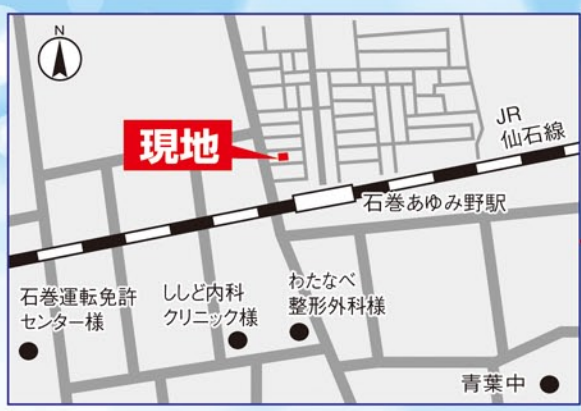 N
現地
JR
仙石線
石巻あゆみ野駅
石巻運転免許
センター様
ししど内科
クリニック様
わたなべ
整形外科様
青葉中